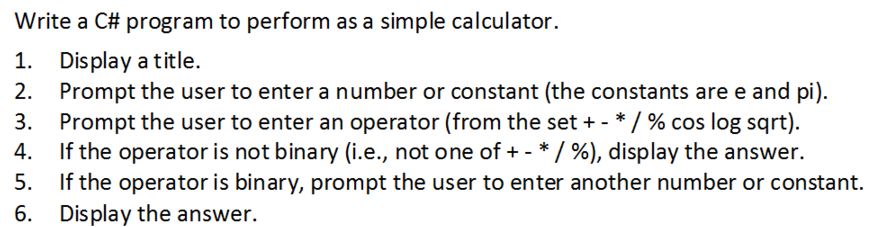 Write a C# program to perform as a simple calculator.
1. Display a title.
2. Prompt the user to enter a number or constant (the constants are e and pi).
3. Prompt the user to enter an operator (from the set + - * / % cos log sqrt).
4. If the operator is not binary (i.e., not one of + - * / %), display the answer.
5. If the operator is binary, prompt the user to enter another number or constant.
6. Display the answer.